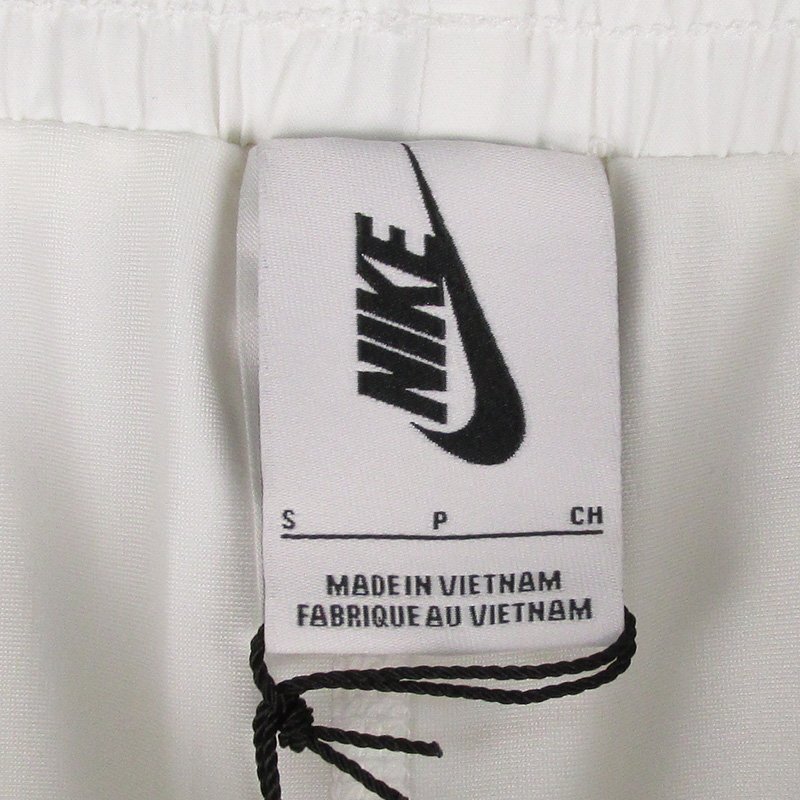 NIKE
S P CH
MADE IN VIETNAM
FABRIQUE AU VIETNAM